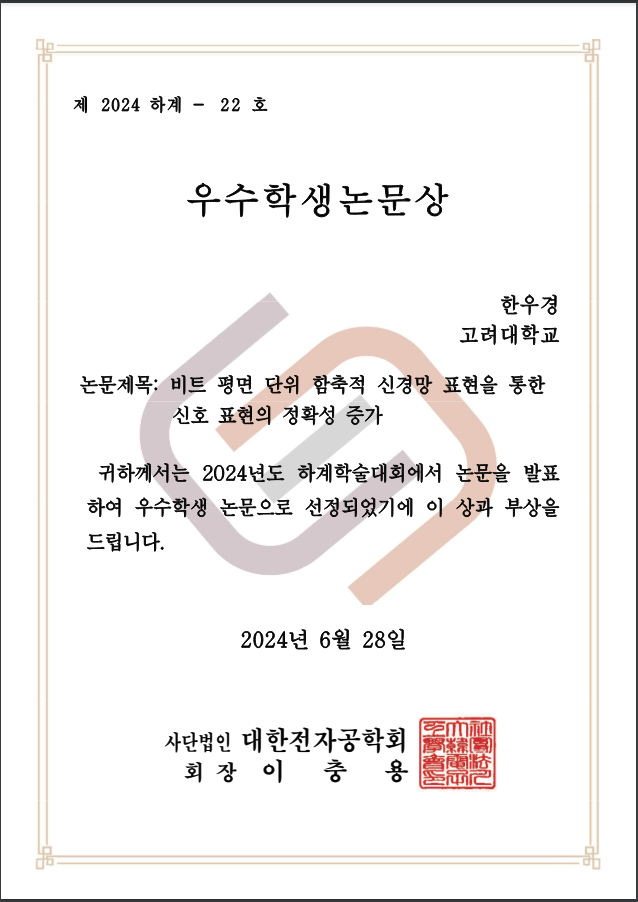 제 2024 하계 - 22 호
우수학생논문상
한우경
고려대학교
논문제목: 비트 평면 단위 함축적 신경망 표현을 통한
신호 표현의 정확성 증가
귀하께서는 2024년도 하계학술대회에서 논문을 발표
하여 우수학생 논문으로 선정되었기에 이 상과 부상을
드립니다.
2024년 6월 28일
사단법인 대한전자공학회
회 장 이 충 용